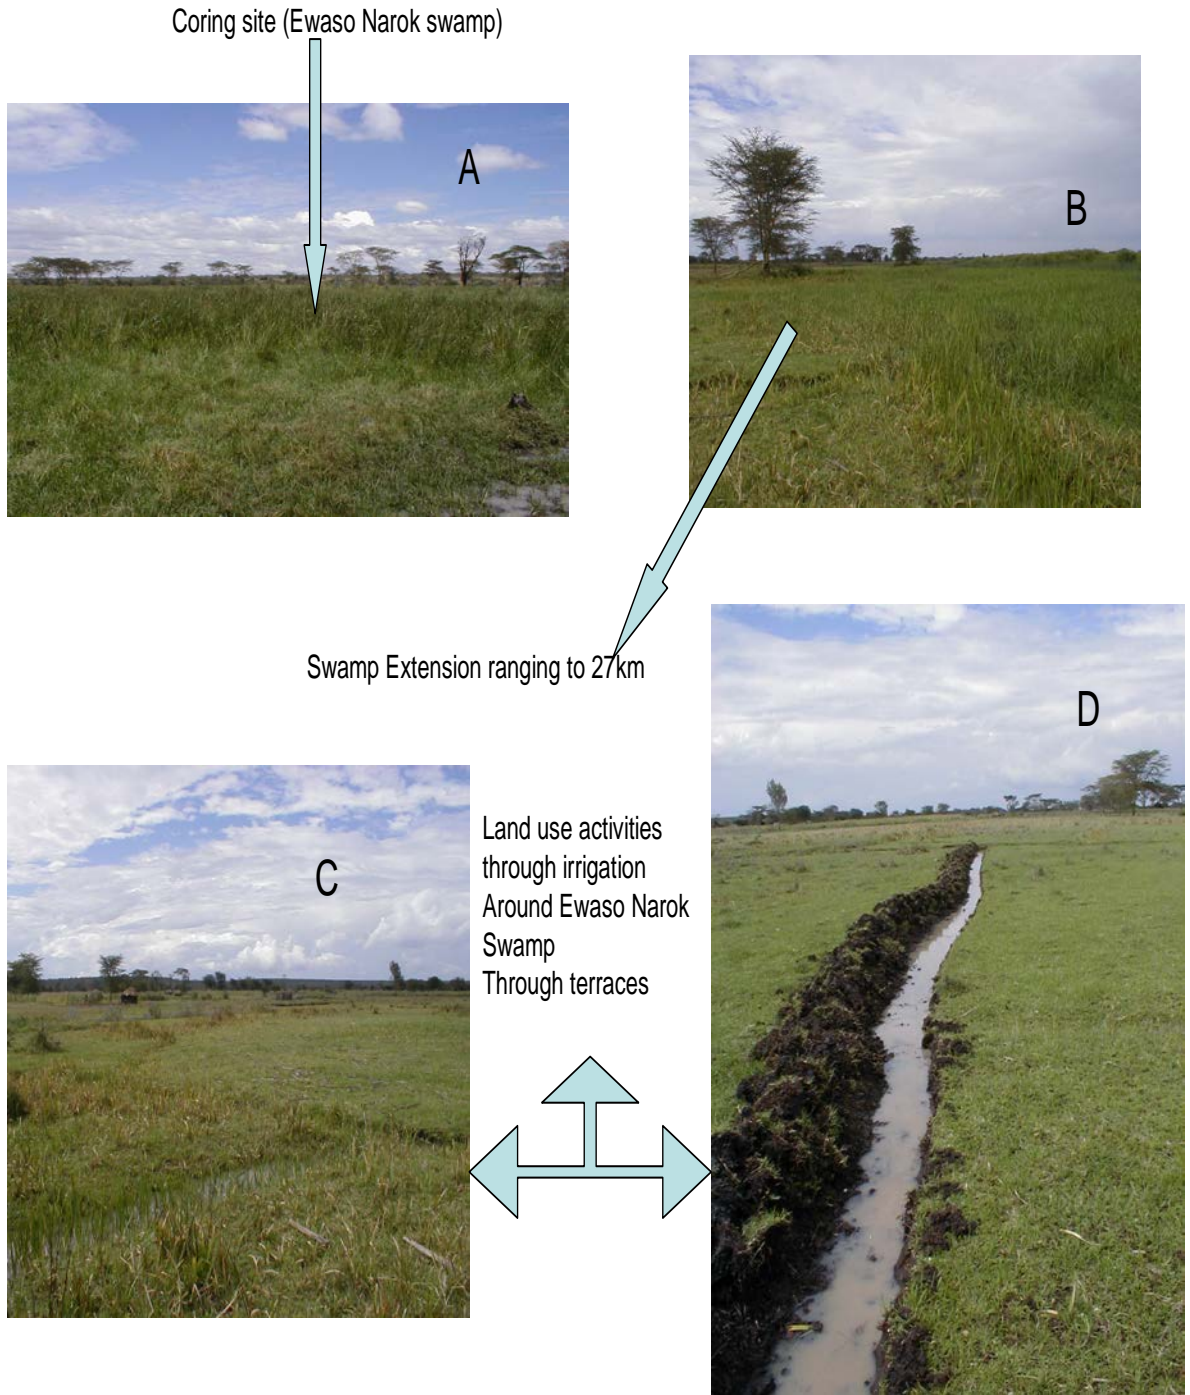 Coring site (Ewaso Narok swamp)
A
B
Swamp Extension ranging to 27km
D
C
Land use activities
through irrigation
Around Ewaso Narok
Swamp
Through terraces